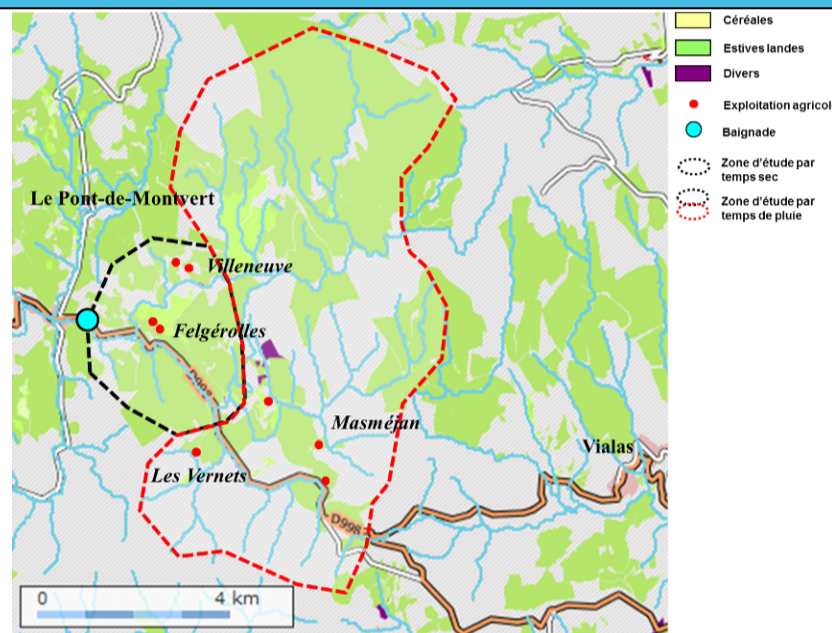 Céréales
Estives landes
Divers
Exploitation agricol
Baignade
Zone d'étude par
temps sec
Zone d'étude par
temps de pluie
Le Pont-de-Montvert
Villeneuve
Felgérolles
D998
Masméjan
Les Vernets
Vialas
D998
0 4 km